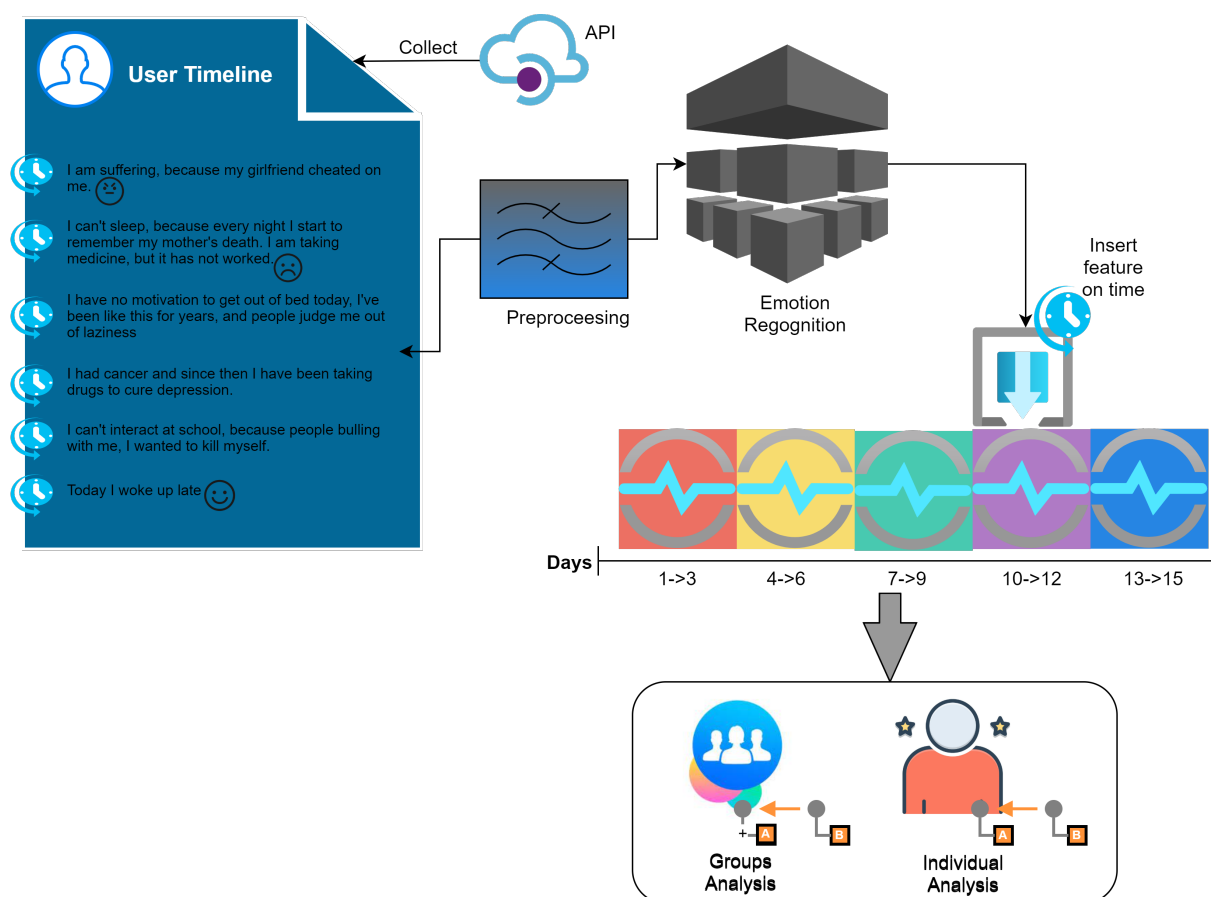 API
Collect
User Timeline
I am suffering, because my girlfriend cheated on
me.
I can't sleep, because every night I start to
remember my mother's death. I am taking
medicine, but it has not worked.
I have no motivation to get out of bed today, I've
been like this for years, and people judge me out
of laziness
I had cancer and since then I have been taking
drugs to cure depression.
I can't interact at school, because people bulling
with me, I wanted to kill myself.
Today I woke up late
Preproceesing
Emotion
Regognition
Insert
feature
on time
Days
1->3
4->6
7->9
10->12
13->15
+
A
B
A
B
Groups
Analysis
Individual
Analysis